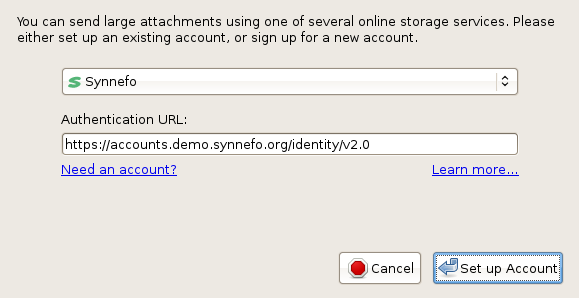 You can send large attachments using one of several online storage services. Please
either set up an existing account, or sign up for a new account.
Synnefo
Authentication URL:
https://accounts.demo.synnefo.org/identity/v2.0
Need an account? Learn more...
Cancel Set up Account